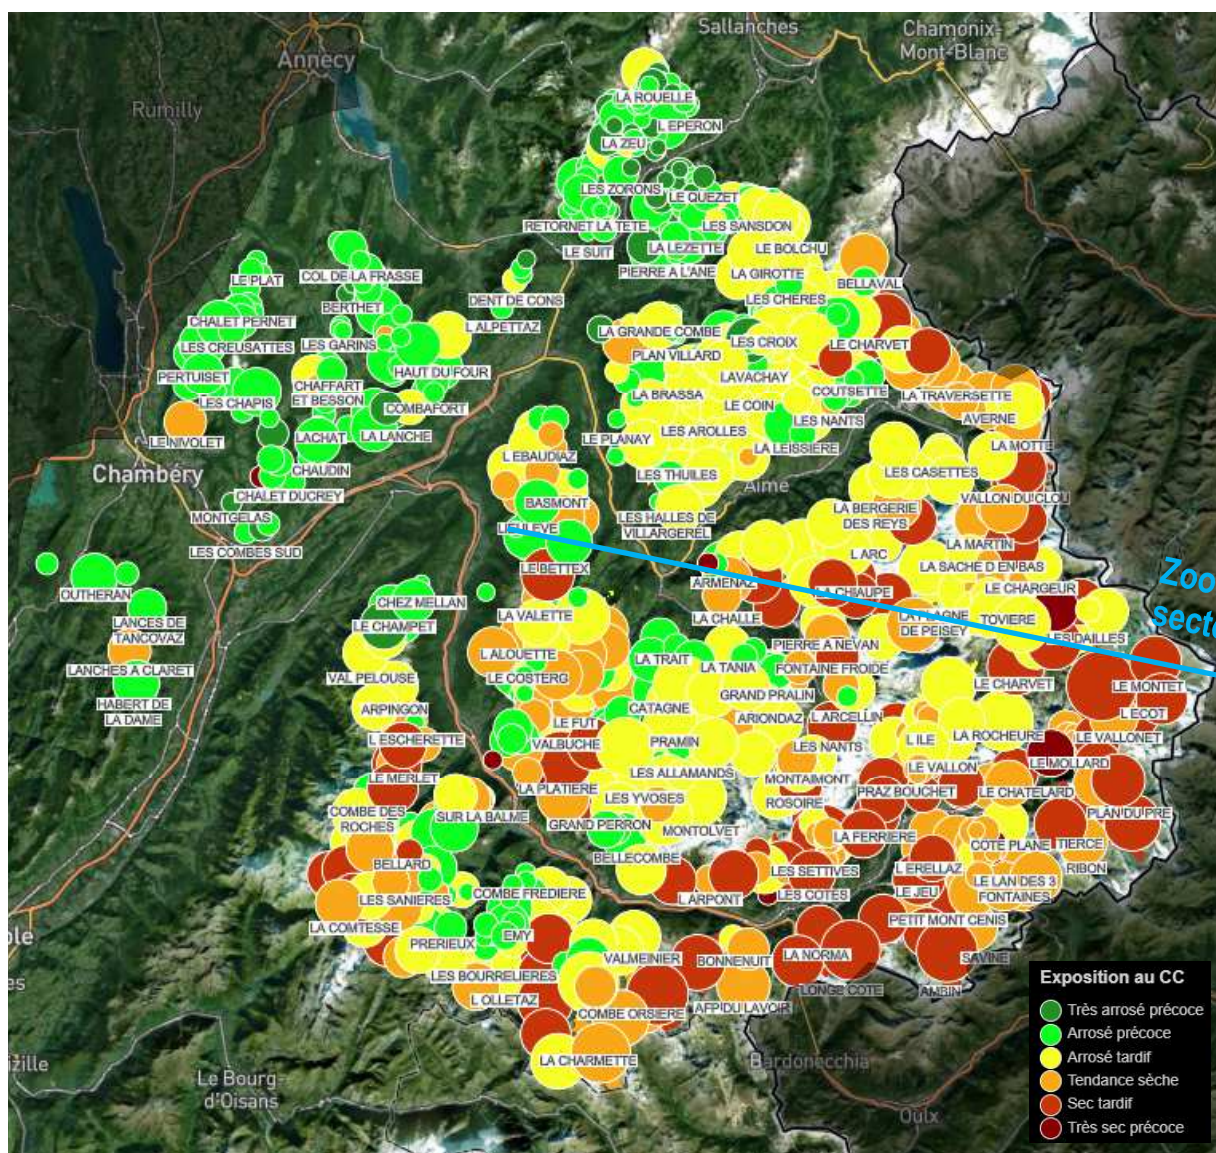 Sallanches
Chamonix-
Mont-Blanc
Annecy
Rumilly
LA ROUELLE
L EPERON
LA ZEU
LES ZORONS
LE QUEZET
RETORNET LA TETE
LES SANSDON
LE SUIT
LA LEZETTE
LE BOLCHU
PIERRE A L'ANE
LA GIROTTE
BELLAVAL
LE PLAT
COL DE LA FRASSE
DENT DE CONS
LES CHERES
BERTHET
CHALET PERNET
L ALPETTAZ
LA GRANDE COMBE
LES CREUSATTES
LES GARINS
LES CROIX
LE CHARVET
PLAN VILLARD
HAUT DU FOUR
PERTUISET
LAVACHAY
CHAFFART
ET BESSON
COUTSETTE
LA BRASSA
LA TRAVERSETTE
LES CHAPIS
COMBAFORT
LE COIN
AVERNE
LES NANTS
LE NIVOLET
LACHAT
LA LANCHE
LE PLANAY
LES AROLLES
LA LEISSIERE
LA MOTTE
L EBAUDIAZ
Chambéry
CHAUDIN
LES THUILES
LES CASETTES
CHALET DUCREY
Aime
BASMONT
VALLON DU CLOU
MONTGELAS
LES HALLES DE
VILLARGEREL
LA BERGERIE
DES REYS
LES COMBES SUD
LA MARTIN
L ARC
LE BETTEX
LA SACHE D EN BAS
ARMENAZ
LE CHARGEUR
OUTHERAN
LA CHIAUPE
Zoo
CHEZ MELLAN
LANCES DE
TANCOVAZ
LA VALETTE
LA CHALLE
LA PLAGNE
DE PEISEY
TOVIERE
secte
LE CHAMPET
LES DAILLES
PIERRE A NEVAN
L ALOUETTE
LA TRAIT
LA TANIA
FONTAINE FROIDE
LANCHES A CLARET
VAL PELOUSE
LE COSTERG
LE CHARVET
LE MONTET
HABERT DE
LA DAME
GRAND PRALIN
ARPINGON
CATAGNE
L ARCELLIN
L ECOT
LE FUT
ARIONDAZ
L ESCHERETTE
VALBUCHE
PRAMIN
LES NANTS
L ILE
LA ROCHEURE
LE VALLONET
LE MERLET
LES ALLAMANDS
LE VALLON
LE MOLLARD
LA PLATIERE
MONTAIMONT
PRAZ BOUCHET
LE CHATELARD
LES YVOSES
ROSOIRE
COMBE DES
ROCHES
SUR LA BALME
GRAND PERRON
MONTOLVET
LA FERRIERE
PLAN DU PRE
COTE PLANE
TIERCE
BELLARD
BELLECOMBE
LES SETTIVES
L ERELLAZ
RIBON
COMBE FREDIERE
L ARPONT
LES COTES
LE JEU
LE LAN DES 3
FONTAINES
LES SANIERES
PETIT MONT CENIS
LA COMTESSE
ble
EMY
PRERIEUX
VALMEINIER
BONNENUIT
LA NORMA
SAVINE
LES BOURRELIERES
es
L OLLETAZ
AFP DU LAVOIR
LONGE COTE
AMBIN
COMBE ORSIERE
LA CHARMETTE
izille
Bardonecchia
Le Bourg-
d'Oisans
Oulx
Exposition au CC
Très arrosé précoce
Arrosé précoce
Arrosé tardif
Tendance sèche
Sec tardif
Très sec précoce